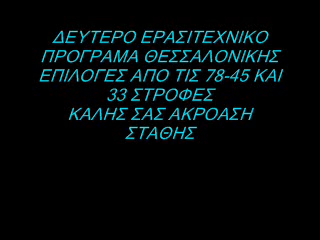 ΔΕΥΤΕΡΟ ΕΡΑΣΙΤΕΧΝΙΚΟ
ΠΡΟΓΡΑΜΑ ΘΕΣΣΑΛΟΝΙΚΗΣ
ΕΠΙΛΟΓΕΣ ΑΠΟ ΤΙΣ 78-45 ΚΑΙ
33 ΣΤΡΟΦΕΣ
ΚΑΛΗΣ ΣΑΣ ΑΚΡΟΑΣΗ
ΣΤΑΘΗΣ